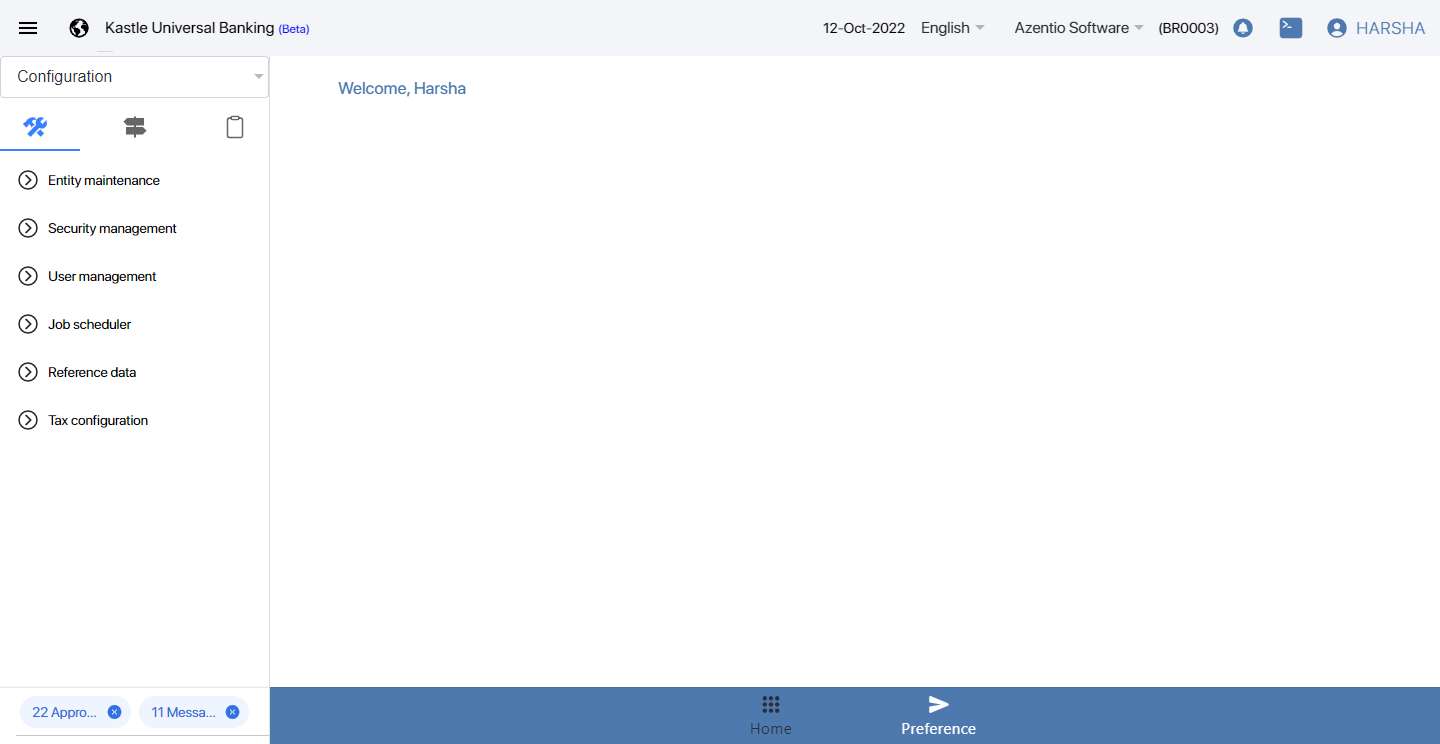 Kastle Universal Banking (Beta)
12-Oct-2022 English Azentio Software (BR0003) HARSHA
Configuration
Welcome, Harsha
Entity maintenance
Security management
User management
Job scheduler
Reference data
Tax configuration
22 Appro... 11 Messa...
Home
Preference